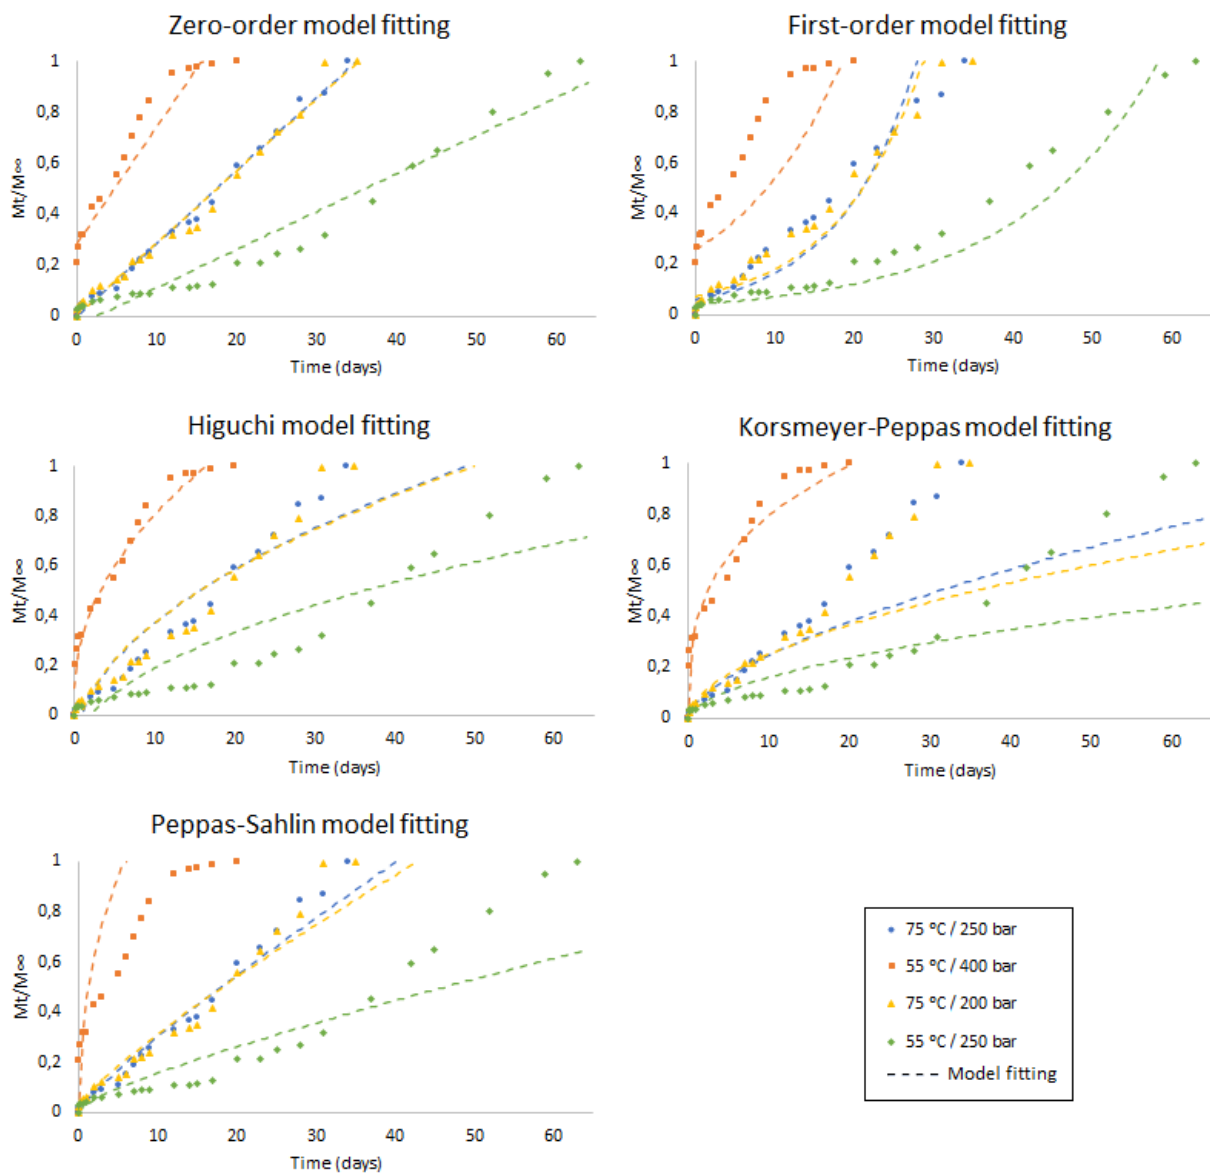 Zero-order model fitting
1
0,8
0,6
0,4
0,2
0
Mt/M∞
0 10 20 30 40 50 60
Time (days)
First-order model fitting
1
0,8
0,6
0,4
0,2
0
Mt/M∞
0 10 20 30 40 50 60
Time (days)
Higuchi model fitting
1
0,8
0,6
0,4
0,2
0
Mt/M∞
0 10 20 30 40 50 60
Time (days)
Korsmeyer-Peppas model fitting
1
0,8
0,6
0,4
0,2
0
Mt/M∞
0 10 20 30 40 50 60
Time (days)
Peppas-Sahlin model fitting
1
0,8
0,6
0,4
0,2
0
Mt/M∞
0 10 20 30 40 50 60
Time (days)
75 ºC / 250 bar
55 ºC / 400 bar
75 ºC / 200 bar
55 ºC / 250 bar
Model fitting